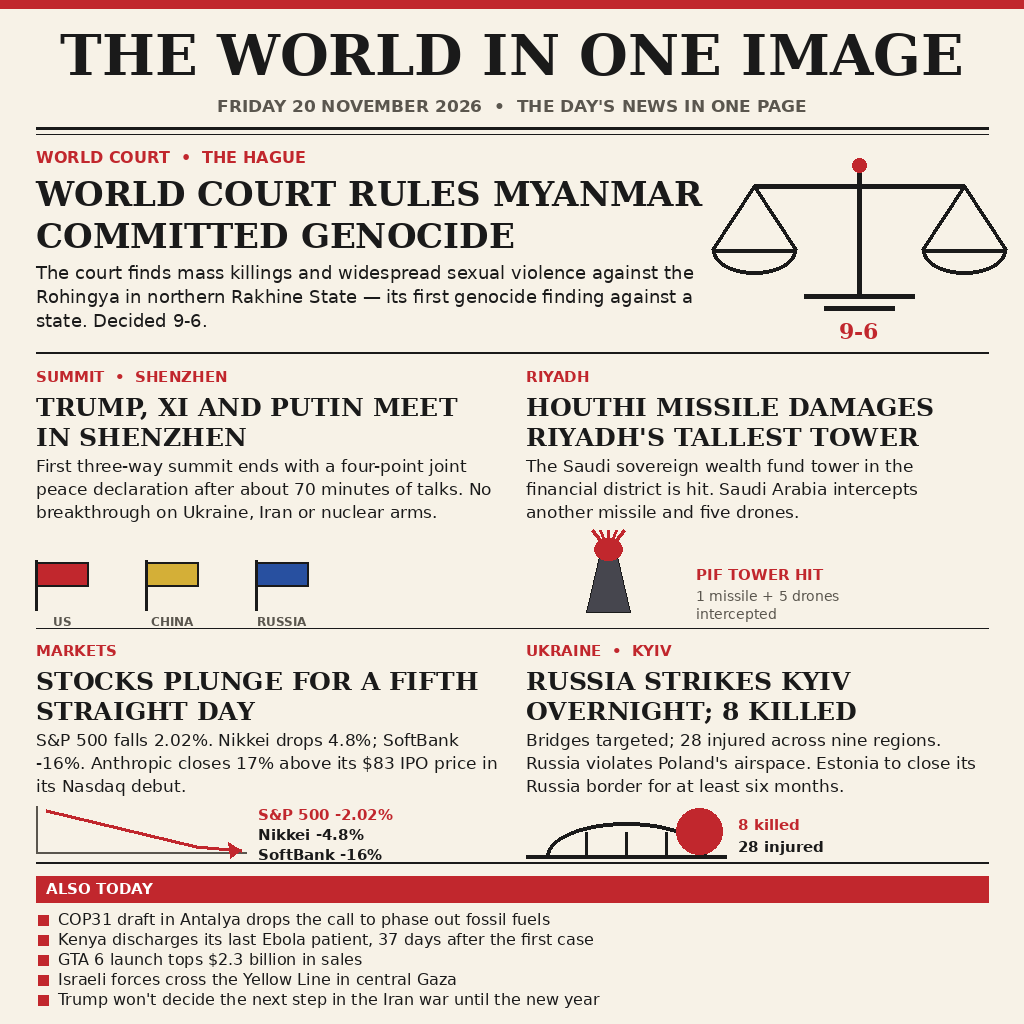 THE WORLD IN ONE IMAGE
FRIDAY 20 NOVEMBER 2026 • THE DAY'S NEWS IN ONE PAGE
WORLD COURT • THE HAGUE
WORLD COURT RULES MYANMAR
COMMITTED GENOCIDE
The court finds mass killings and widespread sexual violence against the
Rohingya in northern Rakhine State — its first genocide finding against a
state. Decided 9-6.
9-6
SUMMIT • SHENZHEN
TRUMP, XI AND PUTIN MEET
IN SHENZHEN
First three-way summit ends with a four-point joint
peace declaration after about 70 minutes of talks. No
breakthrough on Ukraine, Iran or nuclear arms.
US
CHINA
RUSSIA
RIYADH
HOUTHI MISSILE DAMAGES
RIYADH'S TALLEST TOWER
The Saudi sovereign wealth fund tower in the
financial district is hit. Saudi Arabia intercepts
another missile and five drones.
PIF TOWER HIT
1 missile + 5 drones
intercepted
MARKETS
STOCKS PLUNGE FOR A FIFTH
STRAIGHT DAY
S&P 500 falls 2.02%. Nikkei drops 4.8%; SoftBank
-16%. Anthropic closes 17% above its $83 IPO price in
its Nasdaq debut.
S&P 500 -2.02%
Nikkei -4.8%
SoftBank -16%
UKRAINE • KYIV
RUSSIA STRIKES KYIV
OVERNIGHT; 8 KILLED
Bridges targeted; 28 injured across nine regions.
Russia violates Poland's airspace. Estonia to close its
Russia border for at least six months.
8 killed
28 injured
ALSO TODAY
COP31 draft in Antalya drops the call to phase out fossil fuels
Kenya discharges its last Ebola patient, 37 days after the first case
GTA 6 launch tops $2.3 billion in sales
Israeli forces cross the Yellow Line in central Gaza
Trump won't decide the next step in the Iran war until the new year